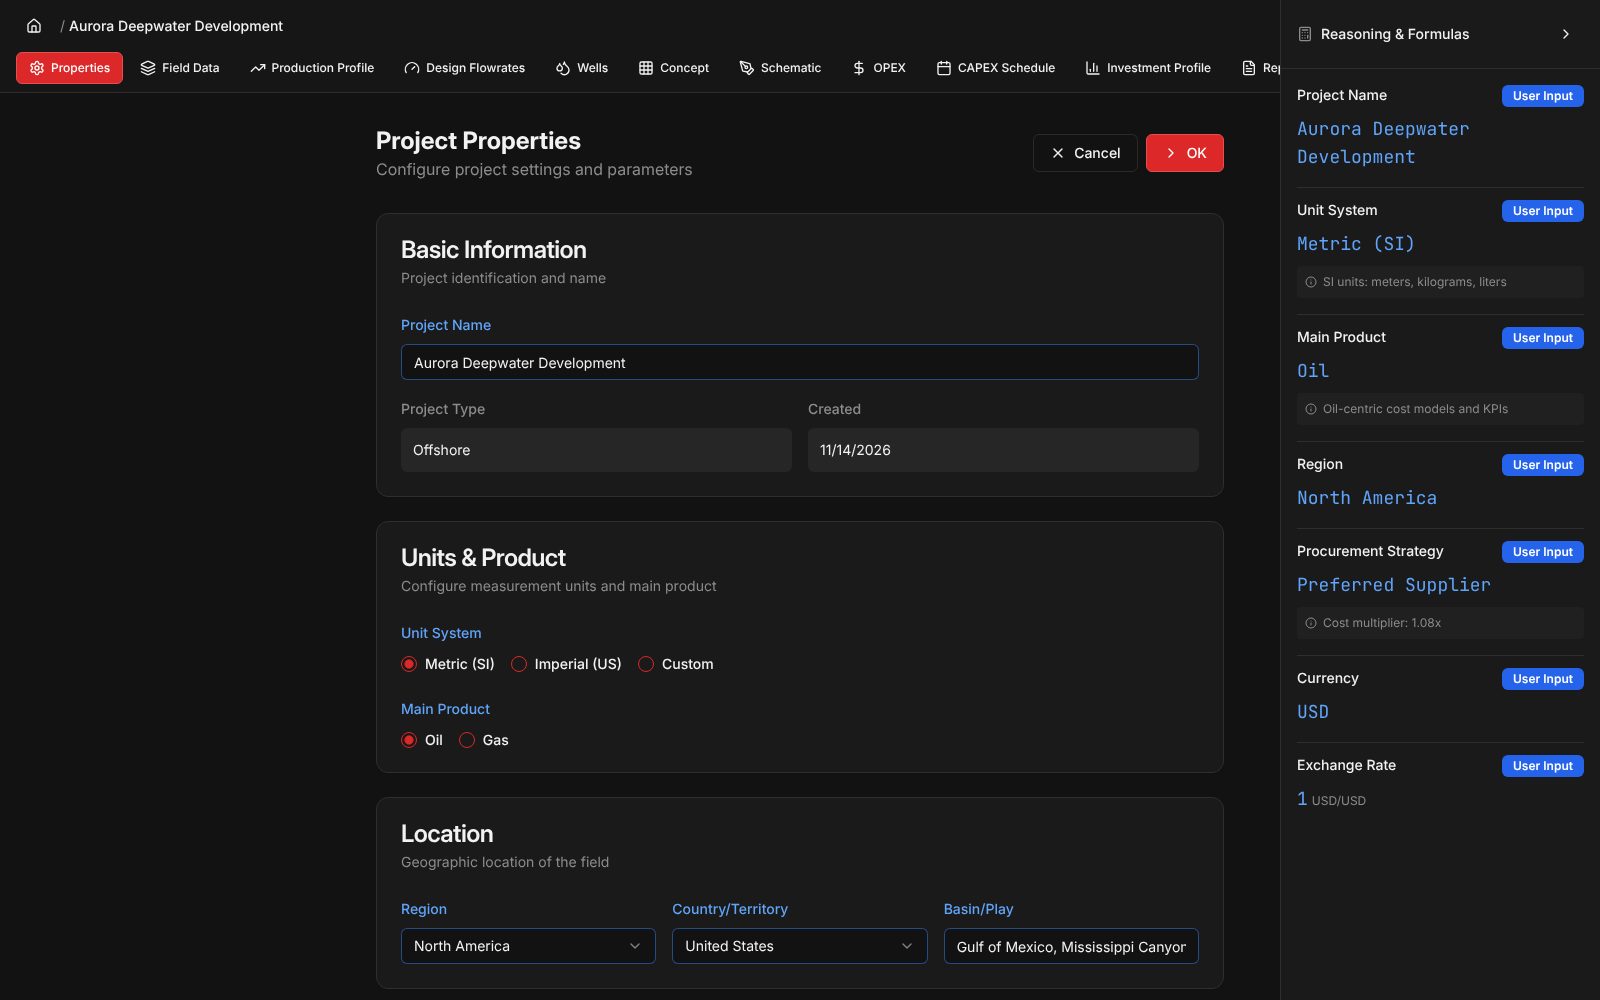 / Aurora Deepwater Development
Properties
Field Data
Production Profile
Design Flowrates
Wells
Concept
Schematic
OPEX
CAPEX Schedule
Investment Profile
Project Properties
Configure project settings and parameters
Cancel
OK
Basic Information
Project identification and name
Project Name
Aurora Deepwater Development
Project Type
Created
Offshore
11/14/2026
Units & Product
Configure measurement units and main product
Unit System
Metric (SI)
Imperial (US)
Custom
Main Product
Oil
Gas
Location
Geographic location of the field
Region
Country/Territory
Basin/Play
North America
United States
Gulf of Mexico, Mississippi Canyon
Reasoning & Formulas
Project Name
User Input
Aurora Deepwater
Development
Unit System
User Input
Metric (SI)
SI units: meters, kilograms, liters
Main Product
User Input
Oil
Oil-centric cost models and KPIs
Region
User Input
North America
Procurement Strategy
User Input
Preferred Supplier
Cost multiplier: 1.08x
Currency
User Input
USD
Exchange Rate
User Input
1 USD/USD